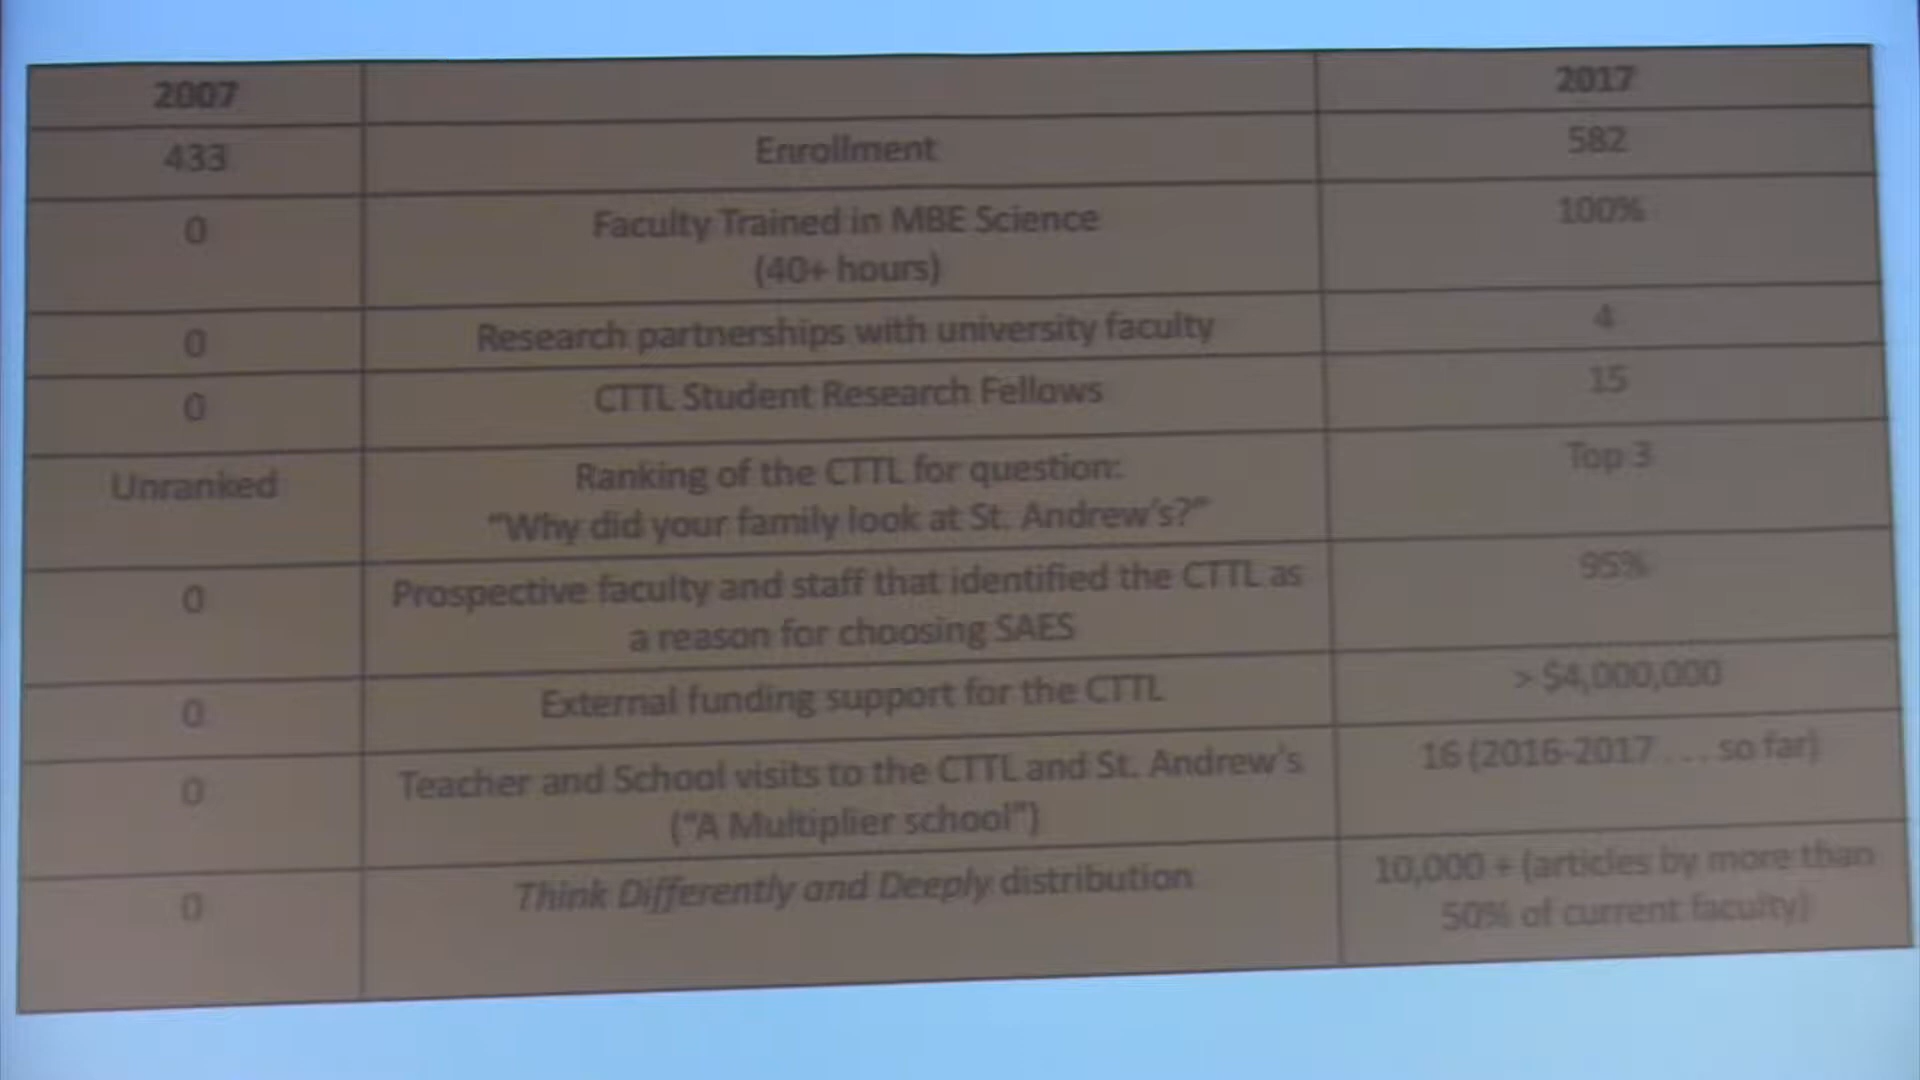 2007 2017
433 Enrollment 582
0 Faculty Trained in MBE Science 100%
(40+ hours)
0 Research partnerships with university faculty 4
0 CTTL Student Research Fellows 15
Unranked Ranking of the CTTL for question: Top 3
"Why did your family look at St. Andrew's?"
0 Prospective faculty and staff that identified the CTTL as 95%
a reason for choosing SAES
0 External funding support for the CTTL > $4,000,000
0 Teacher and School visits to the CTTL and St. Andrew's 16 (2016-2017 . . . so far)
("A Multiplier school")
0 Think Differently and Deeply distribution 10,000 + (articles by more than
50% of current faculty)